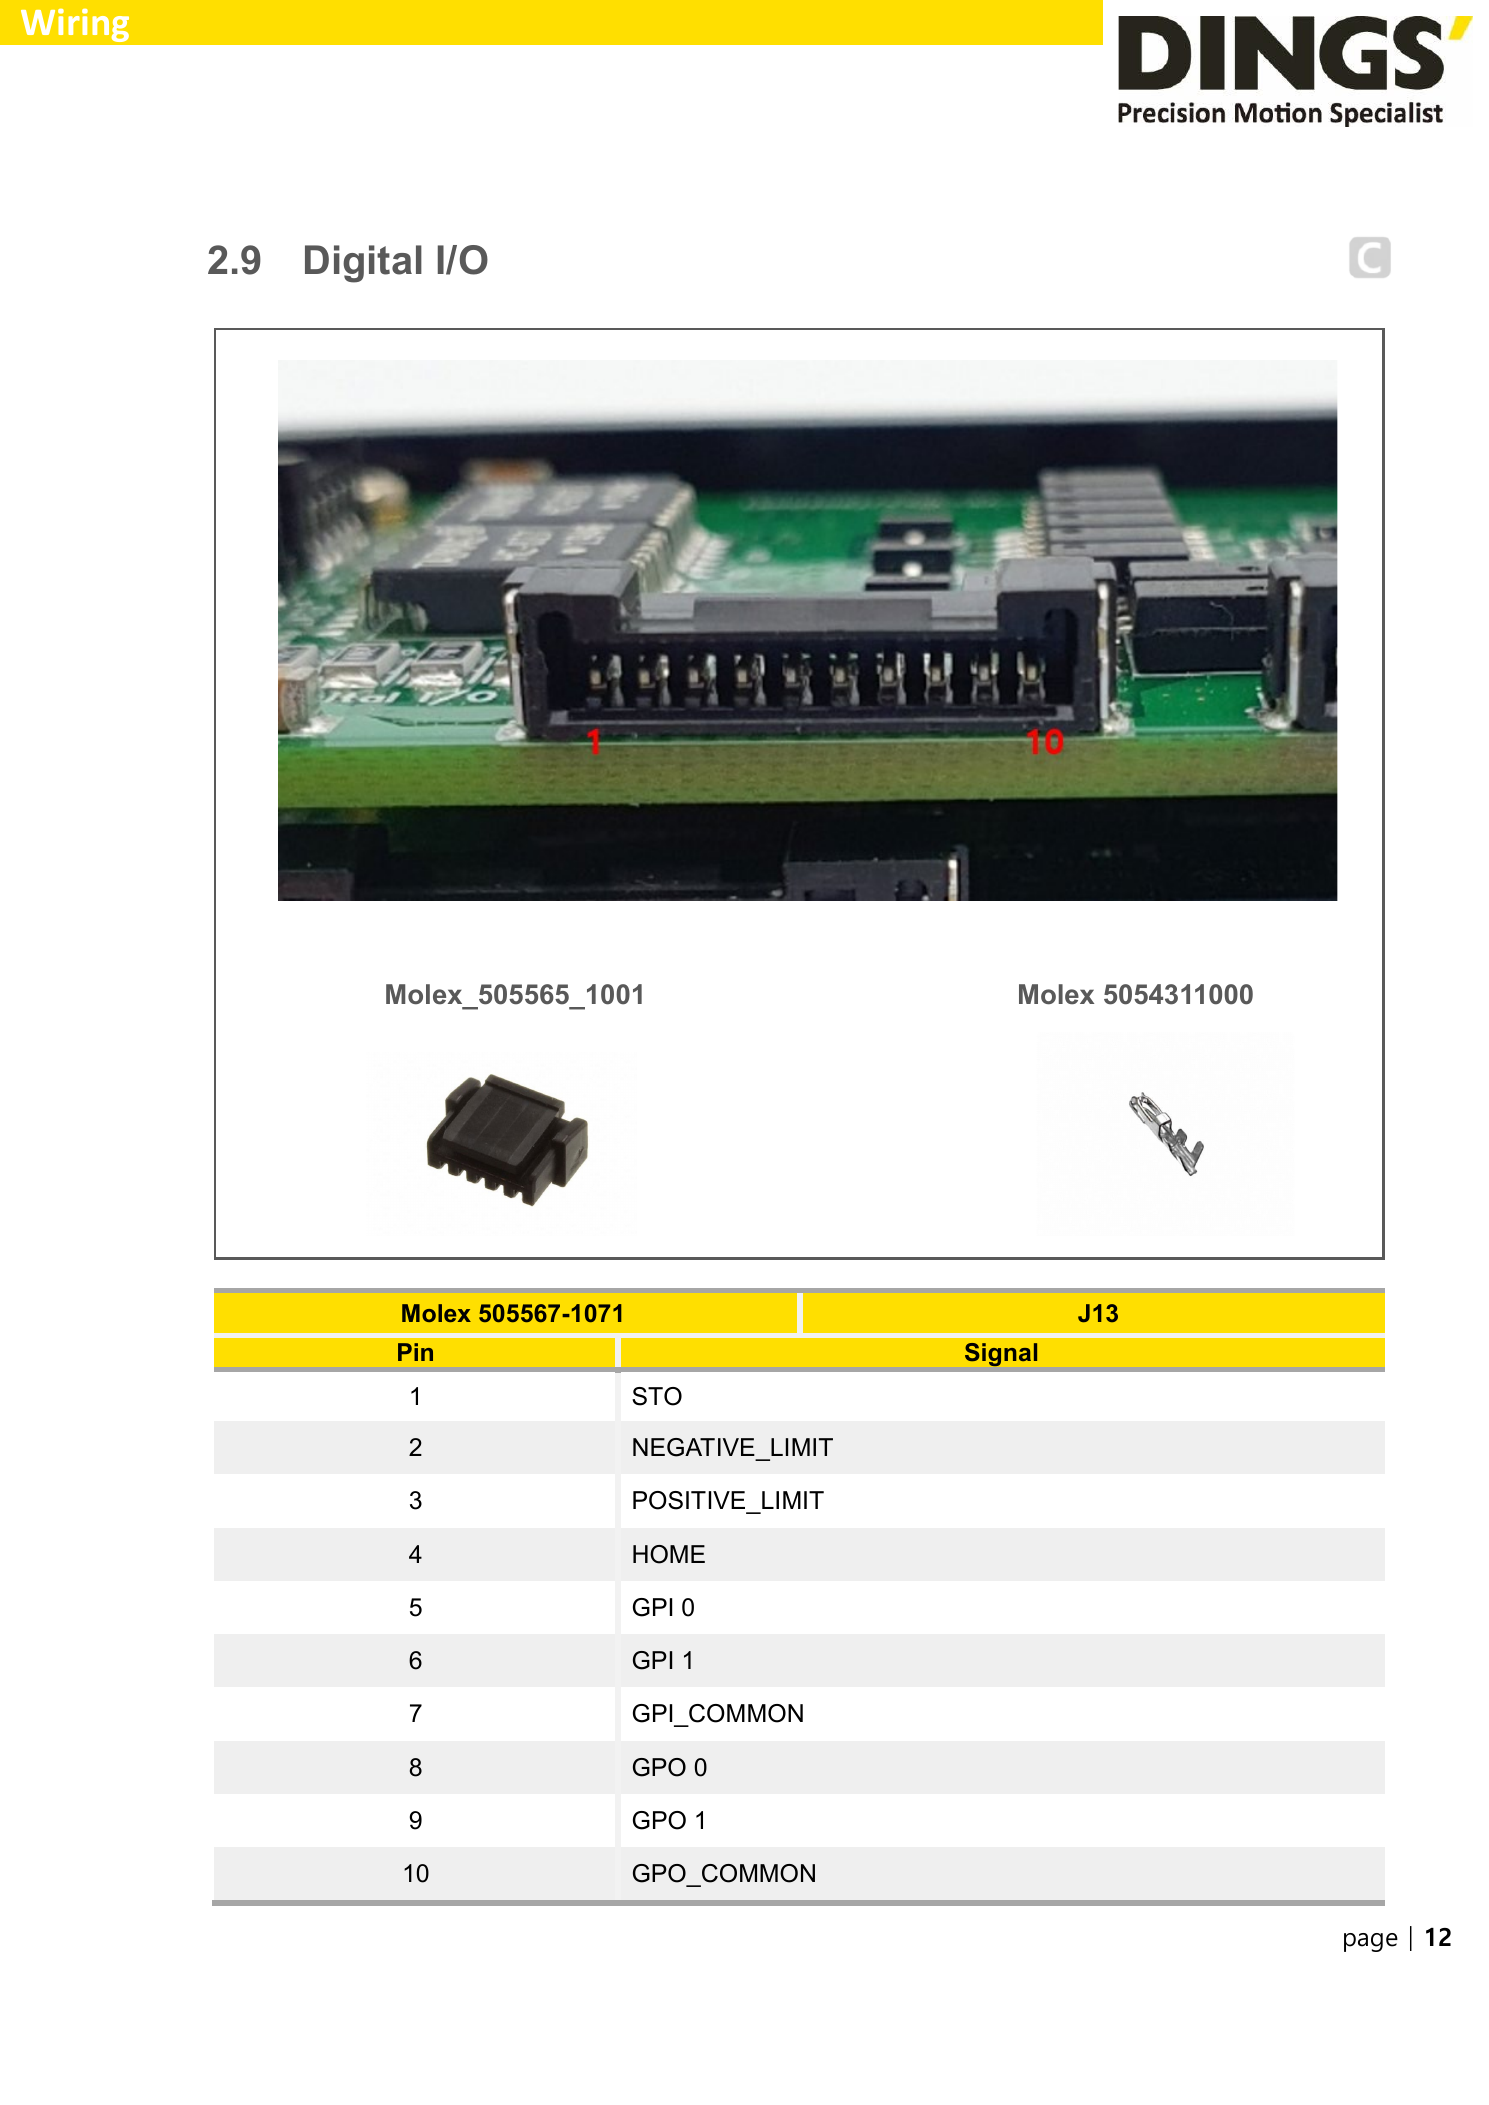 Wiring
DINGS'
Precision Motion Specialist
2.9 Digital I/O
C
I/O
1
10
Molex_505565_1001
Molex 5054311000
Molex 505567-1071 J13
Pin Signal
1 STO
2 NEGATIVE_LIMIT
3 POSITIVE_LIMIT
4 HOME
5 GPI 0
6 GPI 1
7 GPI_COMMON
8 GPO 0
9 GPO 1
10 GPO_COMMON
page | 12